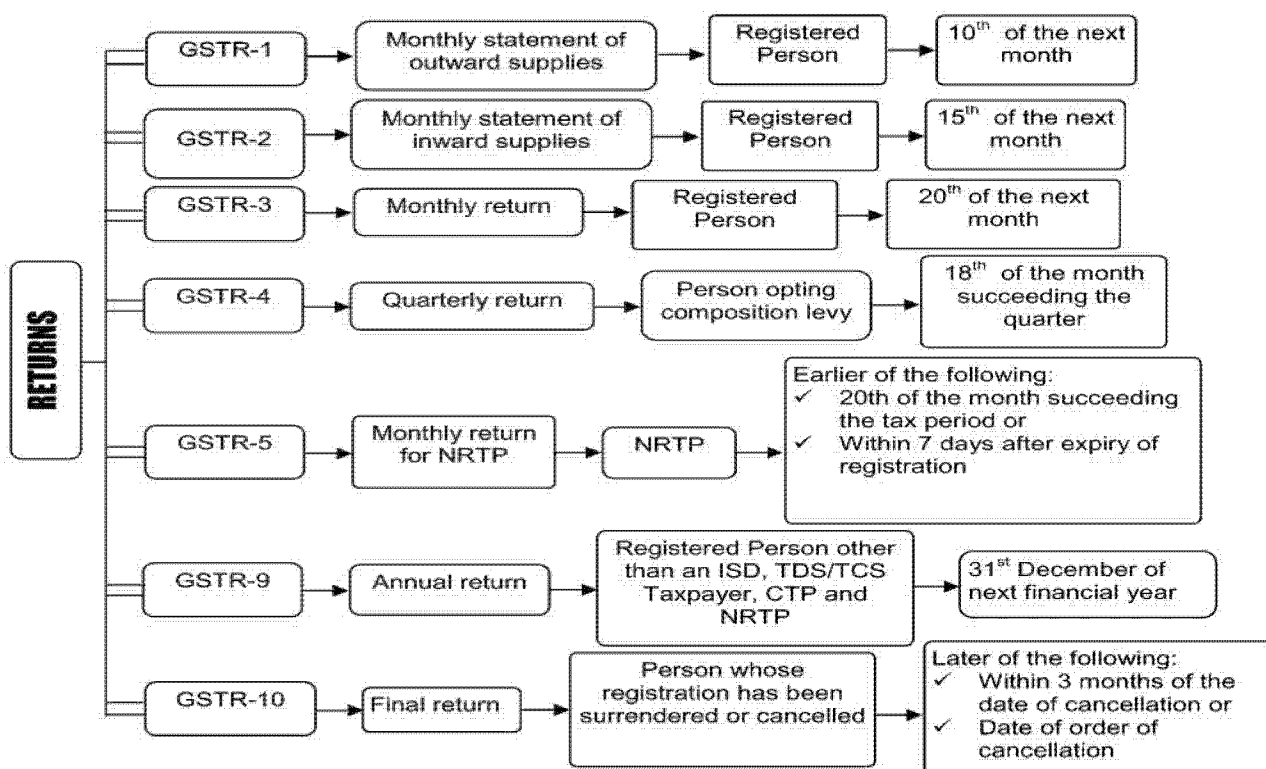 RETURNS
GSTR-1
Monthly statement of
outward supplies
Registered
Person
10th of the next
month
GSTR-2
Monthly statement of
inward supplies
Registered
Person
15th of the next
month
GSTR-3
Monthly return
Registered
Person
20th of the next
month
GSTR-4
Quarterly return
Person opting
composition levy
18th of the month
succeeding the
quarter
GSTR-5
Monthly return
for NRTP
NRTP
Earlier of the following:
✓ 20th of the month succeeding
the tax period or
✓ Within 7 days after expiry of
registration
GSTR-9
Annual return
Registered Person other
than an ISD, TDS/TCS
Taxpayer, CTP and
NRTP
31st December of
next financial year
GSTR-10
Final return
Person whose
registration has been
surrendered or cancelled
Later of the following:
✓ Within 3 months of the
date of cancellation or
✓ Date of order of
cancellation